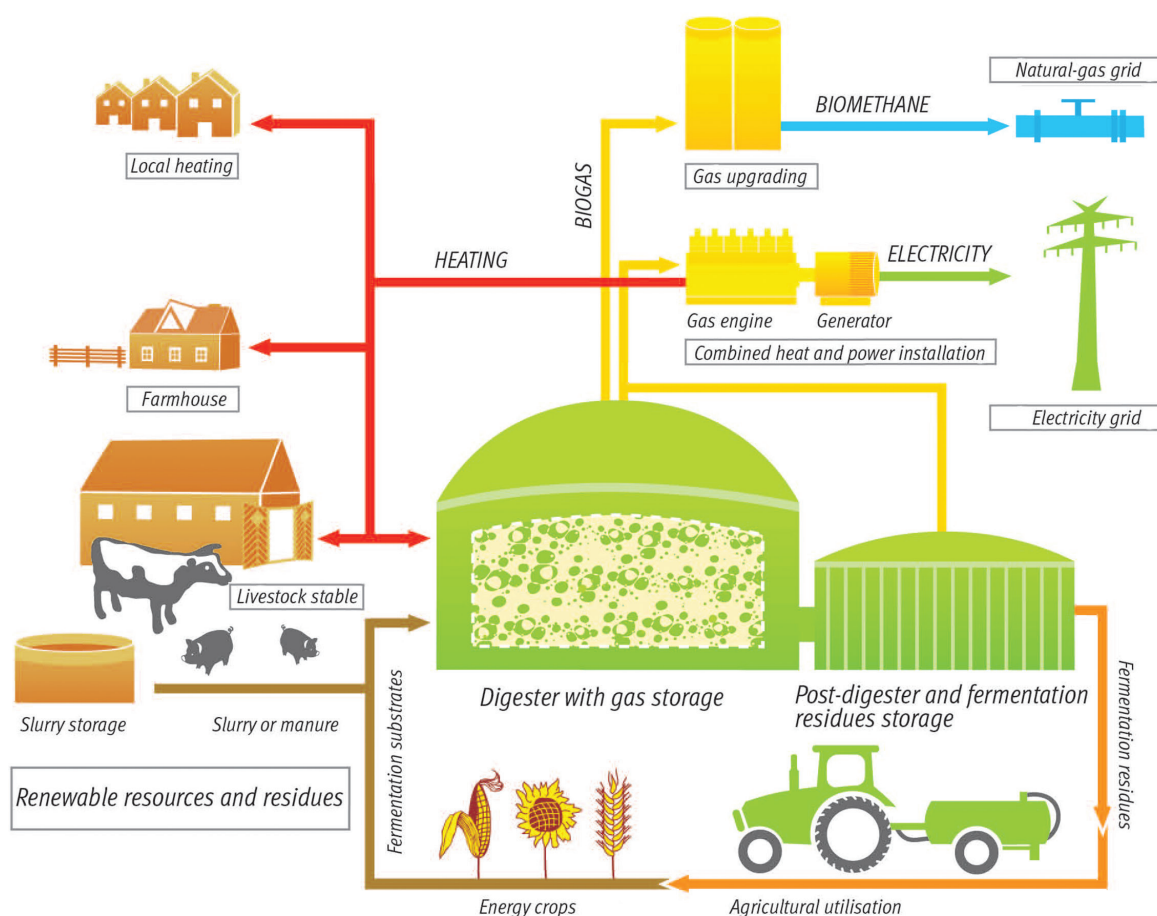 Natural-gas grid
BIOMETHANE
Local heating
Gas upgrading
BIOGAS
HEATING
ELECTRICITY
Gas engine
Generator
Combined heat and power installation
Farmhouse
Electricity grid
Livestock stable
Digester with gas storage
Post-digester and fermentation
residues storage
Slurry storage
Slurry or manure
Fermentation substrates
Fermentation residues
Renewable resources and residues
Energy crops
Agricultural utilisation